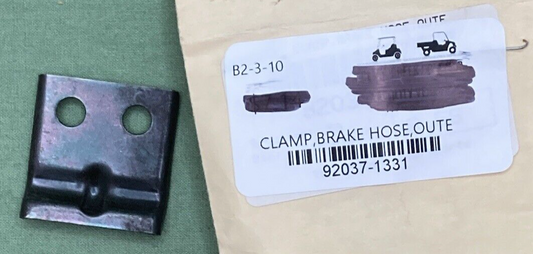 B2-3-10
CLAMP,BRAKE HOSE,OUTE
92037-1331